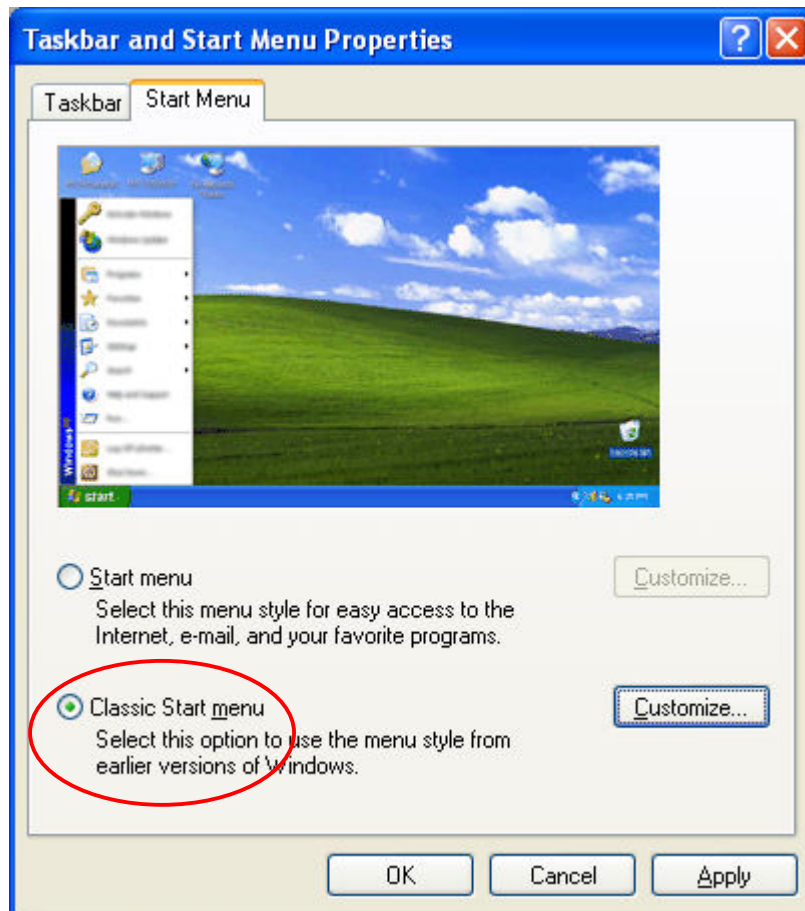 Taskbar and Start Menu Properties
Taskbar
Start Menu
Windows
start
Start menu
Customize...
Select this menu style for easy access to the
Internet, e-mail, and your favorite programs.
Classic Start menu
Customize...
Select this option to use the menu style from
earlier versions of Windows.
OK
Cancel
Apply